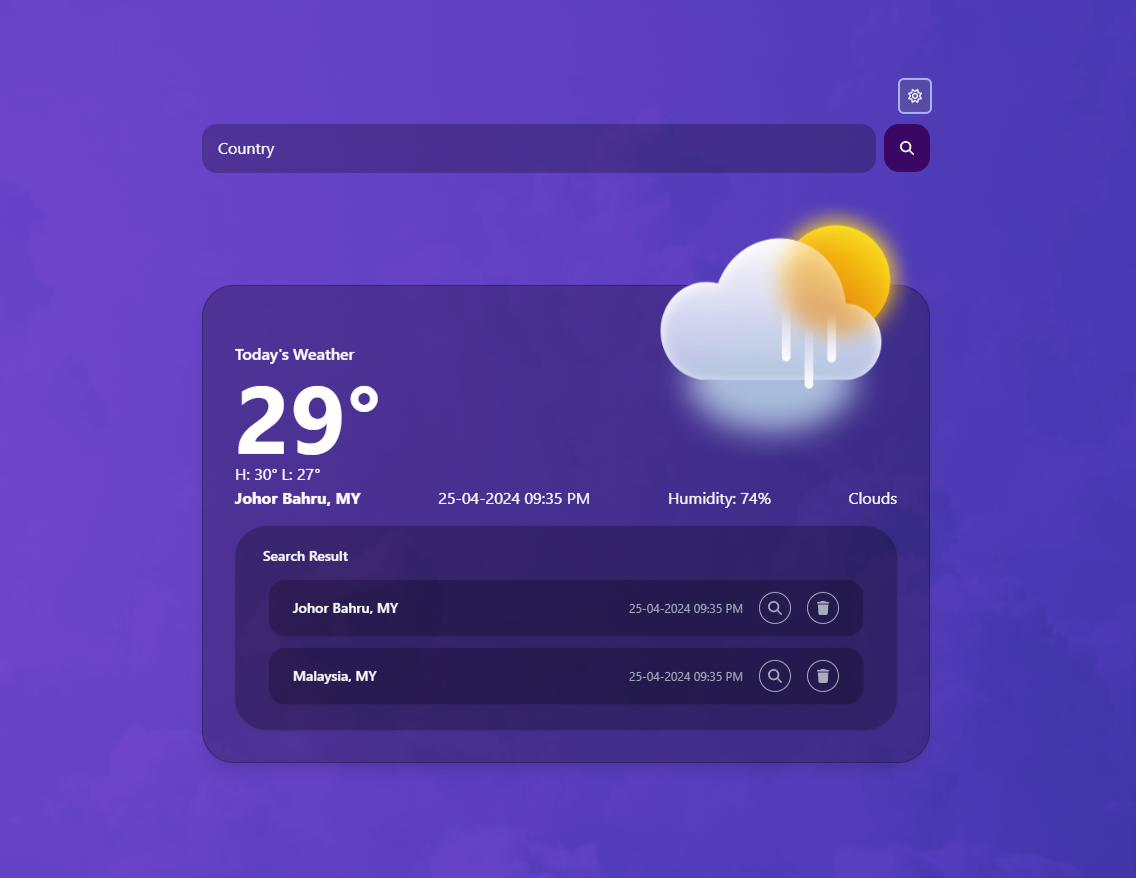 Country
Today's Weather
29°
H: 30° L: 27°
Johor Bahru, MY 25-04-2024 09:35 PM Humidity: 74% Clouds
Search Result
Johor Bahru, MY 25-04-2024 09:35 PM
Malaysia, MY 25-04-2024 09:35 PM